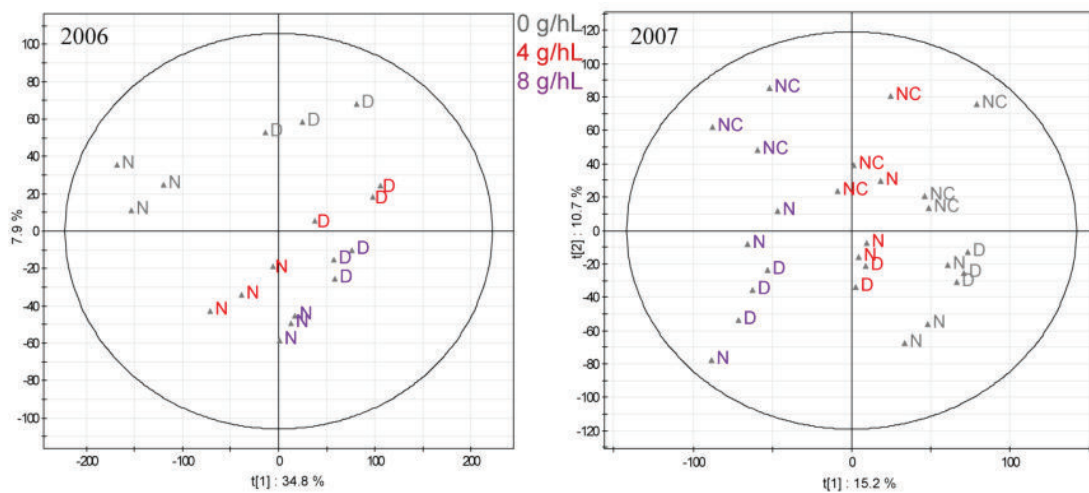 2006
0 g/hL
4 g/hL
8 g/hL
2007
100
80
60
40
20
0
-20
-40
-60
-80
-100
7.9 %
-200
-100
0
100
200
t[1] : 34.8 %
D
D
D
N
N
N
D
D
D
N
N
N
D
D
D
N
N
N
120
100
80
60
40
20
0
-20
-40
-60
-80
-100
-120
t[2] : 10.7 %
-100
0
100
t[1] : 15.2 %
NC
NC
NC
NC
NC
NC
NC
NC
NC
N
N
N
N
N
D
D
D
N
D
D
D
N
D
D
N
N
N